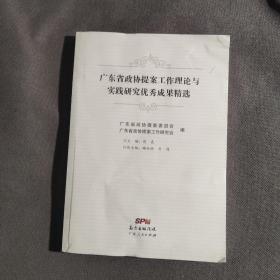 广东省政协提案工作理论与
实践研究优秀成果精选
广东省政协提案委员会
广东省政协提案工作研究会
编
主编
SPM
南方出版传媒
广东人民出版社